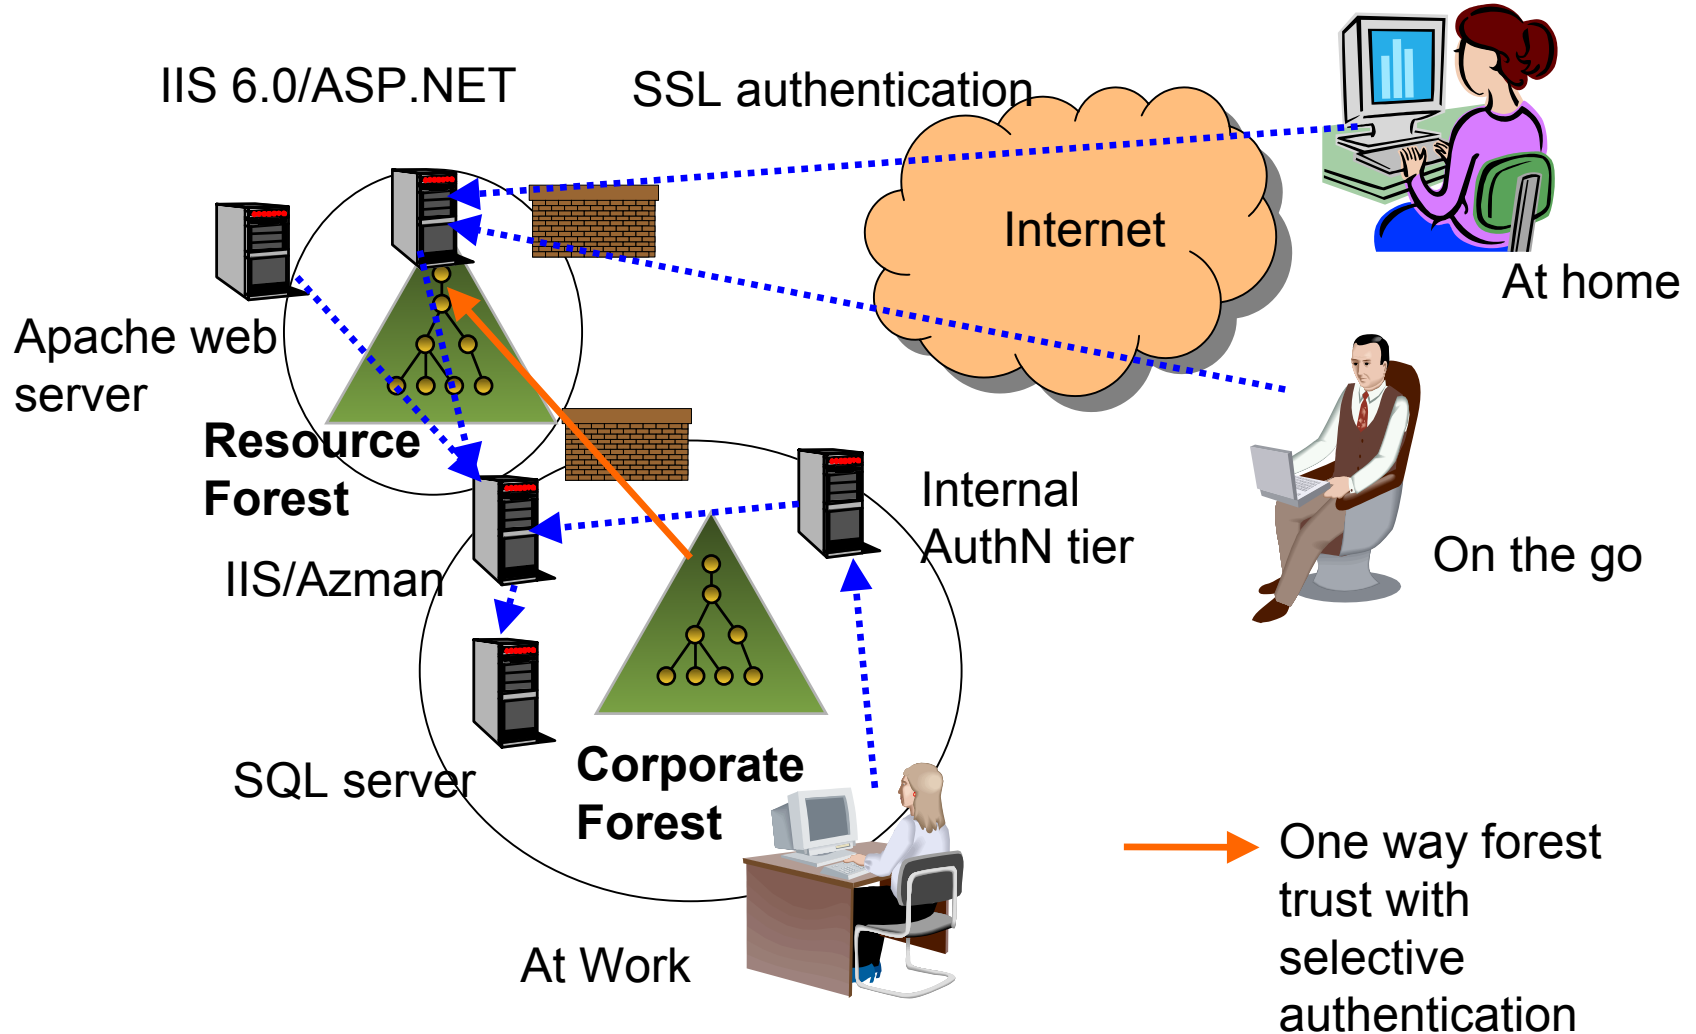 IIS 6.0/ASP.NET
SSL authentication
Internet
At home
Apache web
server
Resource
Forest
Internal
AuthN tier
On the go
IIS/Azman
SQL server
Corporate
Forest
At Work
One way forest
trust with
selective
authentication